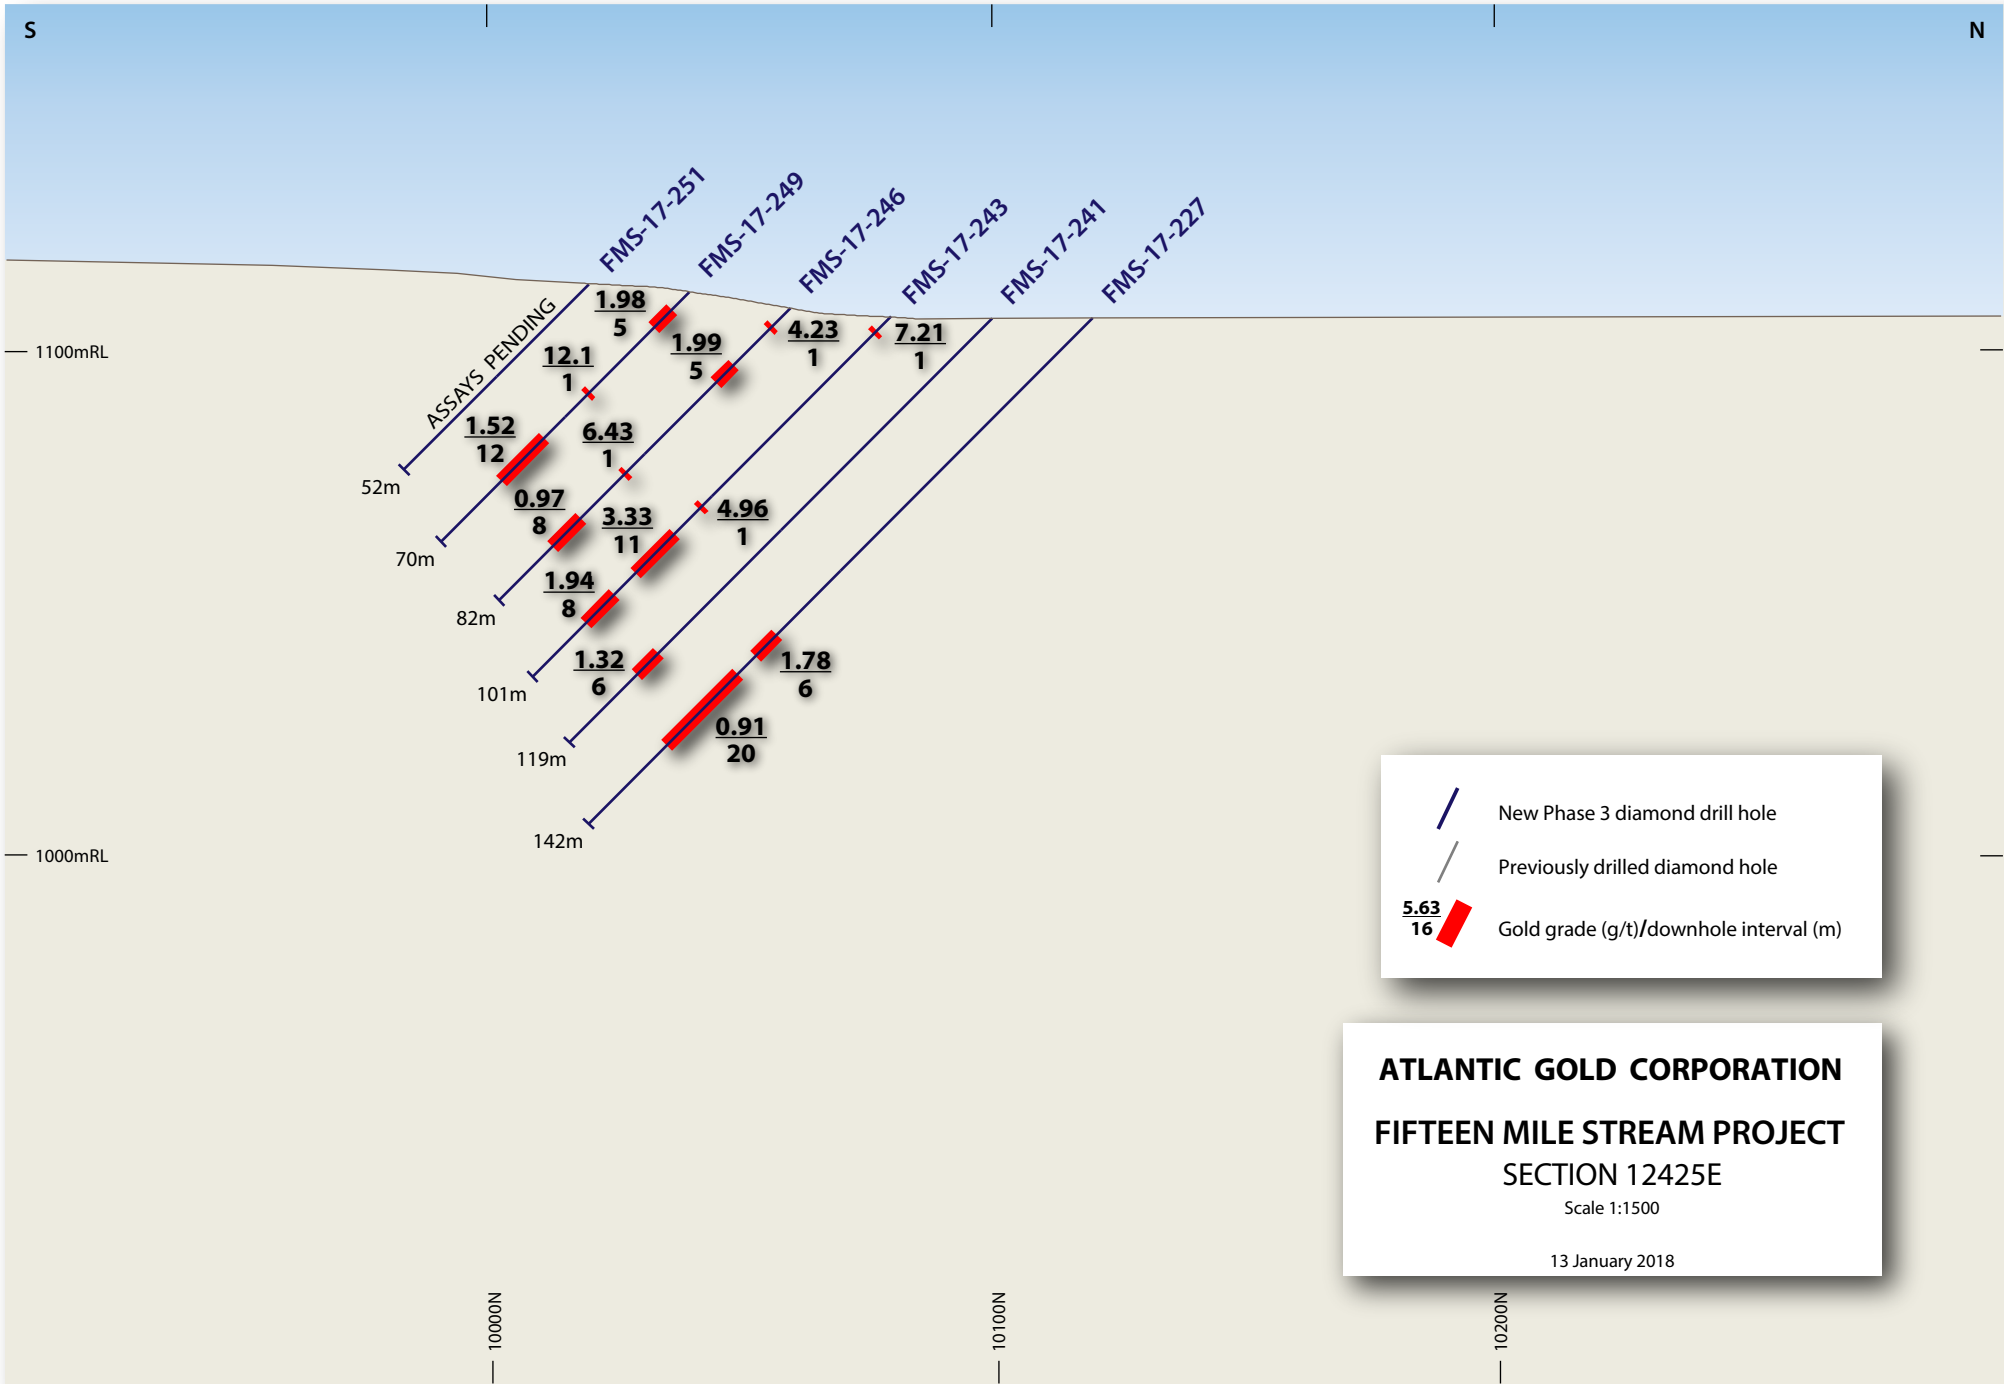 S
N
FMS-17-251
FMS-17-249
FMS-17-246
FMS-17-243
FMS-17-241
FMS-17-227
ASSAYS PENDING
1.98
5
4.23
1
7.21
1
1.99
5
1100mRL
12.1
1
1.52
12
6.43
1
52m
0.97
8
3.33
11
4.96
1
70m
1.94
8
82m
1.32
6
1.78
6
101m
0.91
20
119m
142m
1000mRL
New Phase 3 diamond drill hole
Previously drilled diamond hole
5.63
16
Gold grade (g/t)/downhole interval (m)
ATLANTIC GOLD CORPORATION
FIFTEEN MILE STREAM PROJECT
SECTION 12425E
Scale 1:1500
13 January 2018
10000N
10100N
10200N